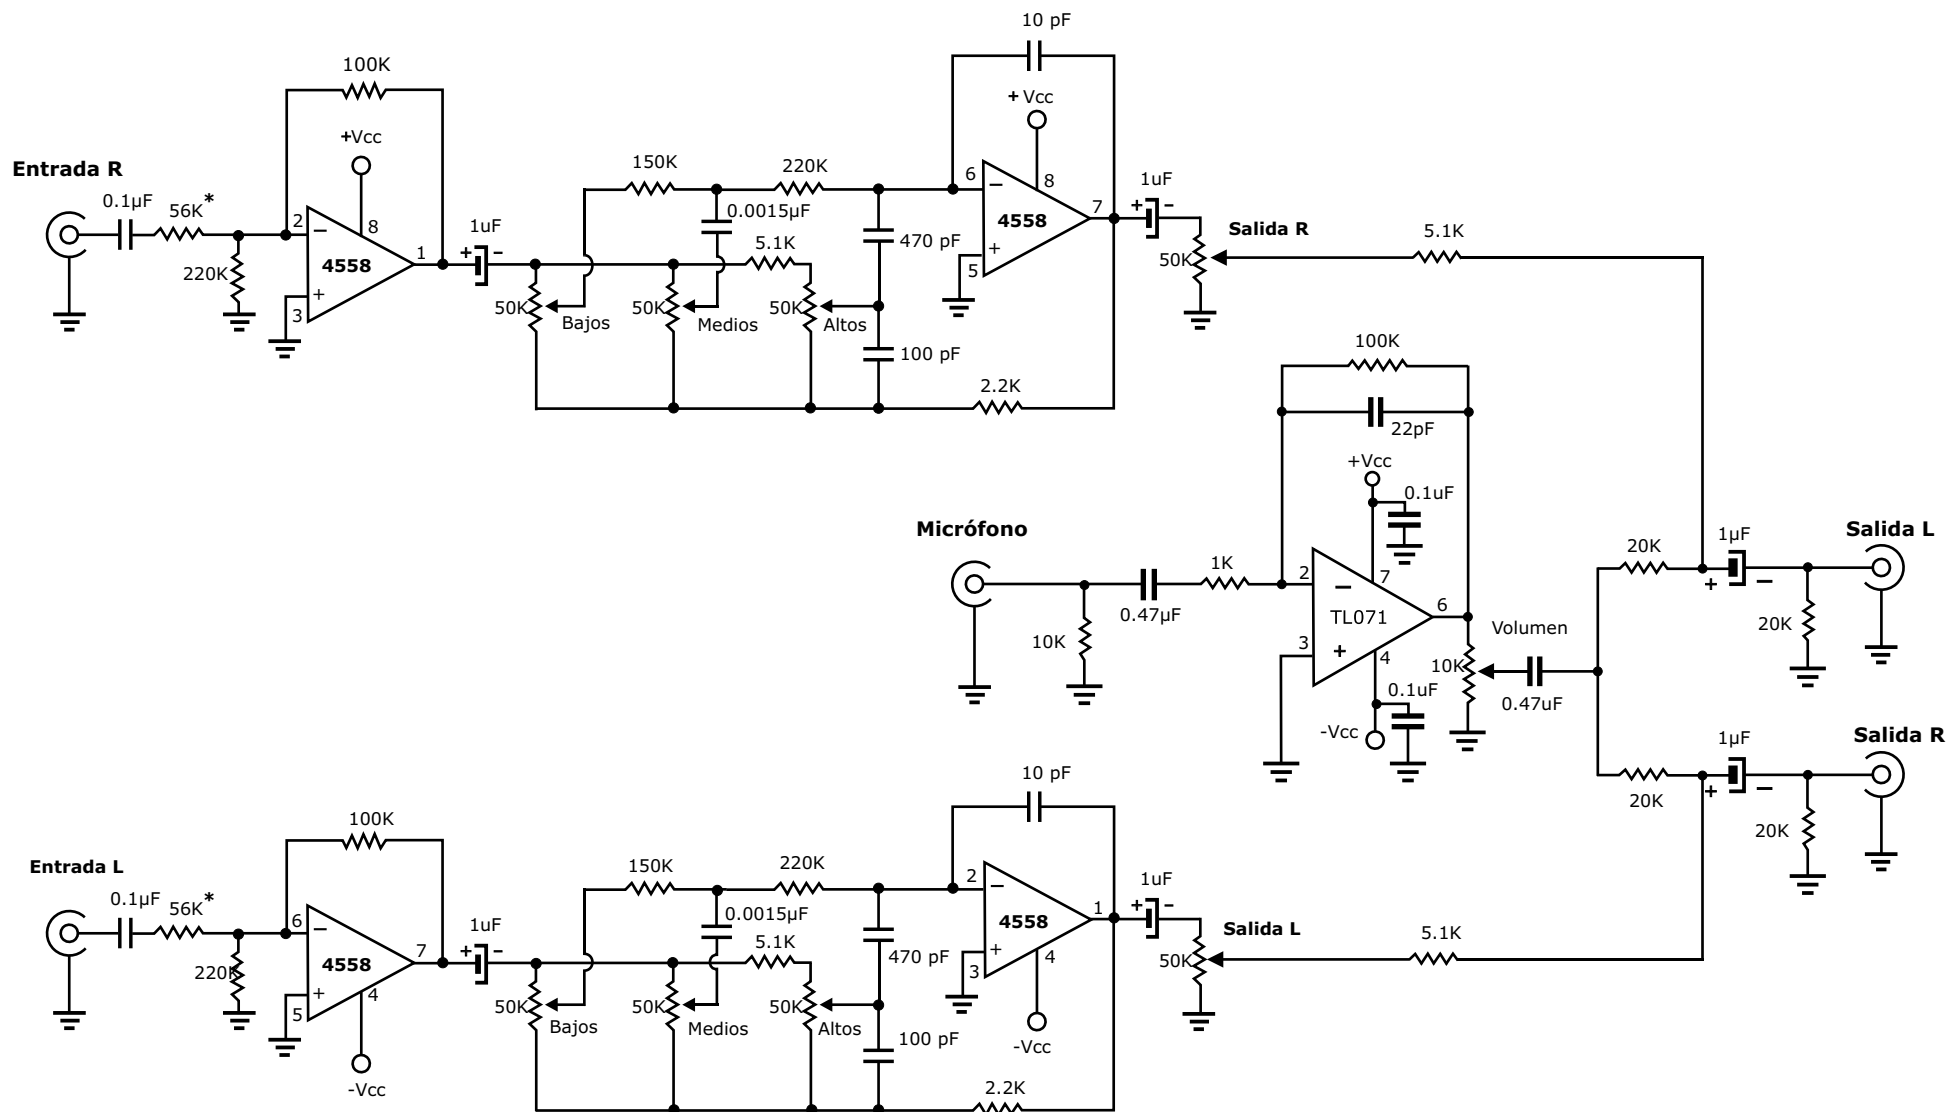 10 pF
100K
+Vcc
+ Vcc
Entrada R
0.1µF
56K*
2
−
8
4558
1
220K
+
3
1uF
+ −
150K
220K
0.0015µF
5.1K
470 pF
50K
Bajos
50K
Medios
50K
Altos
100 pF
2.2K
6
−
8
4558
7
+
5
1uF
+ −
50K
Salida R
5.1K
100K
22pF
+Vcc
0.1uF
Micrófono
1K
0.47µF
10K
2
−
7
TL071
6
3
+
4
0.1uF
-Vcc
Volumen
10K
0.47uF
20K
1µF
+ −
Salida L
20K
20K
1µF
+ −
Salida R
20K
10 pF
100K
Entrada L
0.1µF
56K*
6
−
4558
7
220K
+
5
4
-Vcc
1uF
+ −
150K
220K
0.0015µF
5.1K
470 pF
50K
Bajos
50K
Medios
50K
Altos
100 pF
2.2K
2
−
4558
1
+
3
4
-Vcc
1uF
+ −
50K
Salida L
5.1K